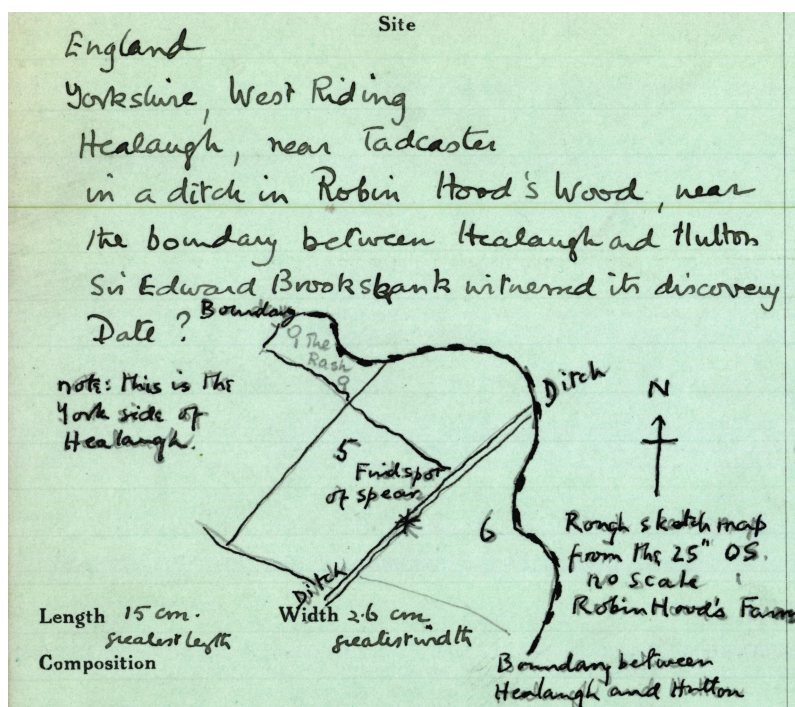 Site
England
Yorkshire, West Riding
Healaugh, near Tadcaster
in a ditch in Robin Hood's Wood, near
the boundary between Healaugh and Hutton
Sir Edward Brooksbank witnessed its discovery
Date ?
Boundary
9 The
Rash
9
note: this is the
York side of
Healaugh.
Ditch
N
5
Findspot
of spear
6
Rough sketch map
from the 25" OS.
no scale
Robin Hood's Farm
Ditch
Length 15 cm.
greatest length
Width 2.6 cm
greatest width
Composition
Boundary between
Healaugh and Hutton